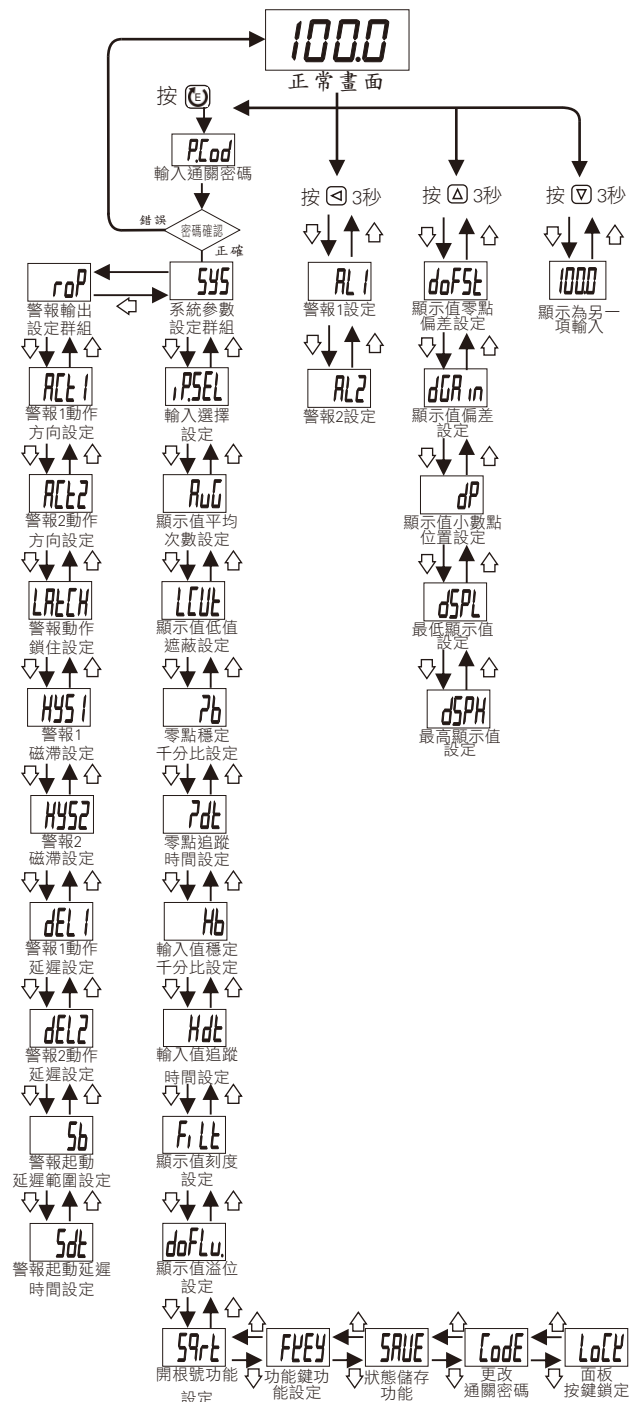 100.0
正常畫面
按 E
P.Cod
輸入通關密碼
錯誤
密碼確認
正確
按 3秒
AL1
警報1設定
AL2
警報2設定
按 3秒
doFSt
顯示值零點
偏差設定
dGAin
顯示值偏差
設定
dP
顯示值小數點
位置設定
dSPL
最低顯示值
設定
dSPH
最高顯示值
設定
按 3秒
100.0
顯示為另一
項輸入
roP
警報輸出
設定群組
ACt1
警報1動作
方向設定
ACt2
警報2動作
方向設定
LAtCH
警報動作
鎖住設定
HYS1
警報1
磁滯設定
HYS2
警報2
磁滯設定
dEL1
警報1動作
延遲設定
dEL2
警報2動作
延遲設定
Sb
警報起動
延遲範圍設定
Sdt
警報起動延遲
時間設定
SYS
系統參數
設定群組
iP.SEL
輸入選擇
設定
AvG
顯示值平均
次數設定
LCUt
顯示值低值
遮蔽設定
Zb
零點穩定
千分比設定
Zdt
零點追蹤
時間設定
Hb
輸入值穩定
千分比設定
Hdt
輸入值追蹤
時間設定
FiLt
顯示值刻度
設定
doFLv.
顯示值溢位
設定
Sqrt
開根號功能
設定
FKEY
功能鍵功
能設定
SAVE
狀態儲存
功能
CodE
更改
通關密碼
LoCK
面板
按鍵鎖定